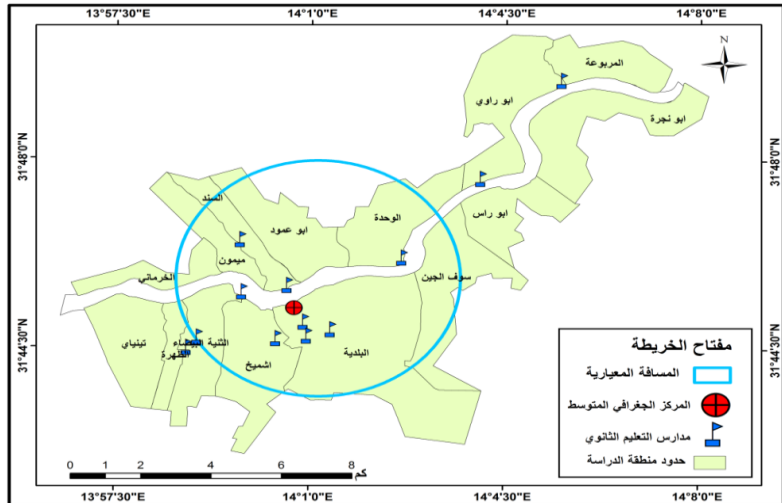 13°57'30"E 14°1'0"E 14°4'30"E 14°8'0"E
N
المربوعة
ابو راوي
ابو نجرة
31°48'0"N 31°48'0"N
السند
ابو عمود
الوحدة
ابو راس
ميمون
الخرماني
سوف الجين
تينياي
الثنية البيضاء
الظهرة
اشميخ
البلدية
31°44'30"N 31°44'30"N
مفتاح الخريطة
المسافة المعيارية
المركز الجغرافي المتوسط
مدارس التعليم الثانوي
حدود منطقة الدراسة
0 1 2 4 6 8
كم
13°57'30"E 14°1'0"E 14°4'30"E 14°8'0"E